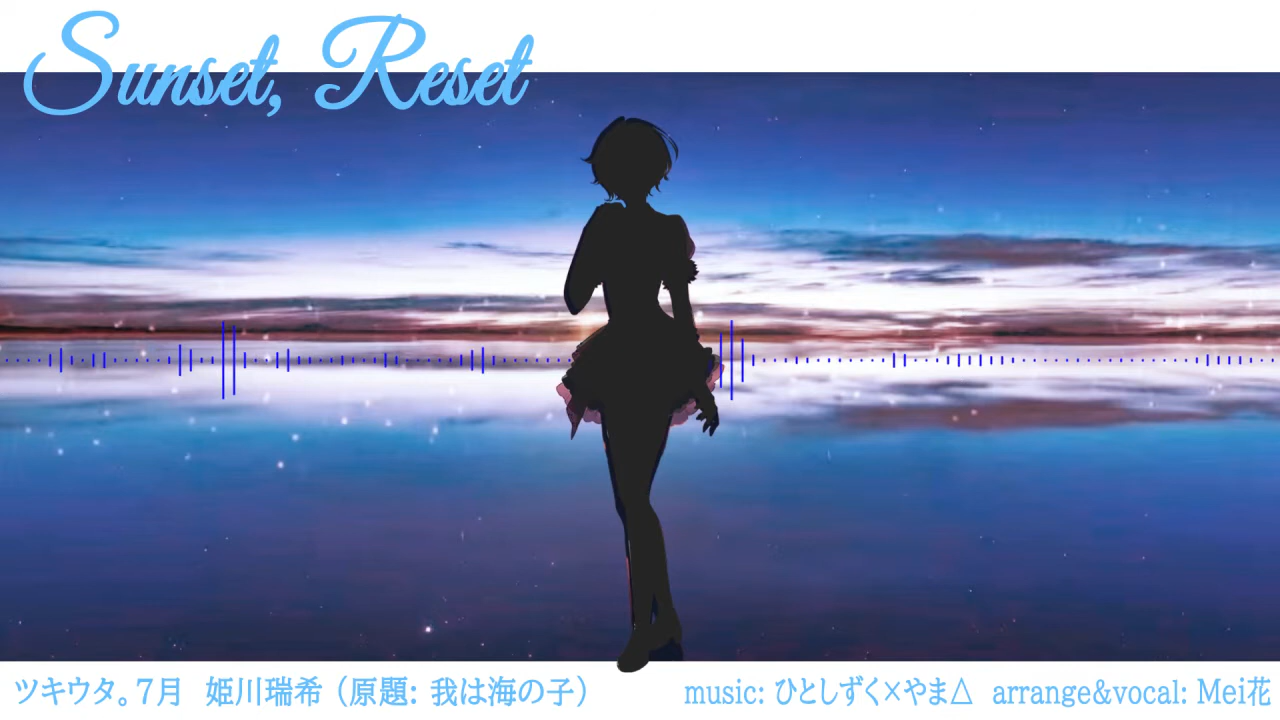 Sunset, Reset
ツキウタ。7月 姫川瑞希（原題: 我は海の子） music: ひとしずく×やま△ arrange&vocal: Mei花